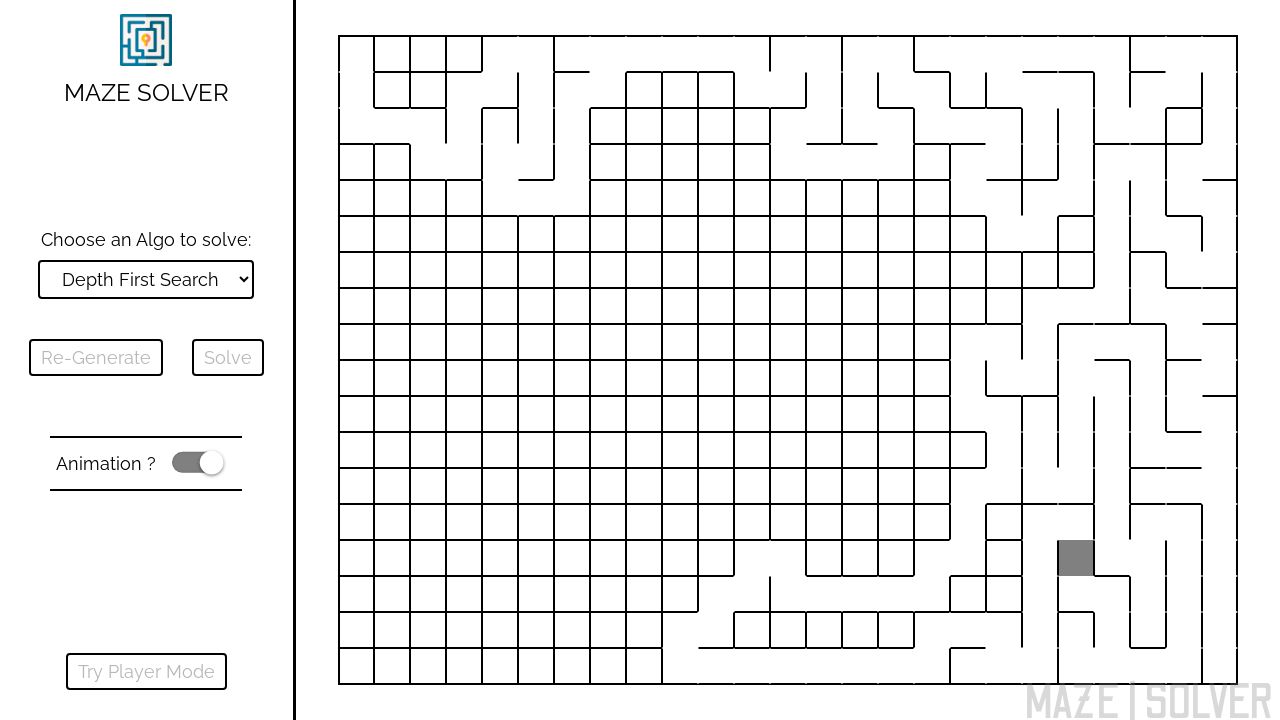 MAZE SOLVER
Choose an Algo to solve:
Depth First Search
Re-Generate
Solve
Animation ?
Try Player Mode
MAZE | SOLVER